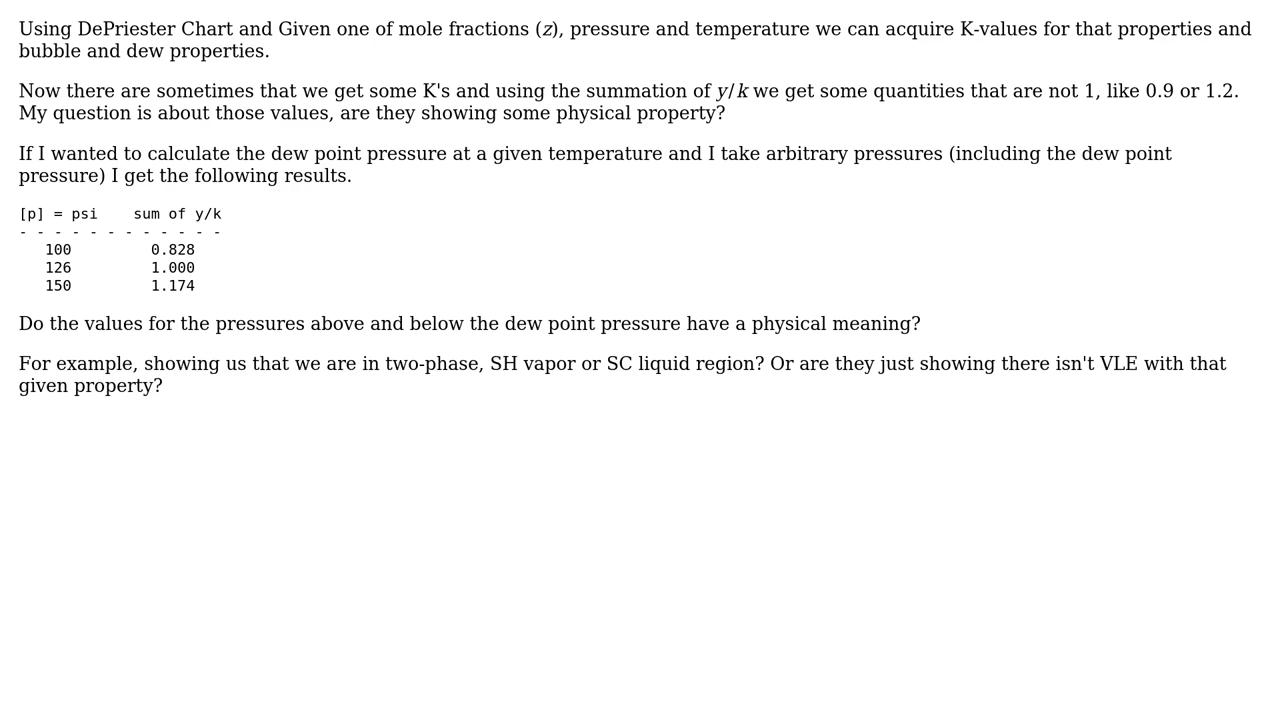 Using DePriester Chart and Given one of mole fractions (z), pressure and temperature we can acquire K-values for that properties and
bubble and dew properties.
Now there are sometimes that we get some K's and using the summation of y/k we get some quantities that are not 1, like 0.9 or 1.2.
My question is about those values, are they showing some physical property?
If I wanted to calculate the dew point pressure at a given temperature and I take arbitrary pressures (including the dew point
pressure) I get the following results.
[p] = psi    sum of y/k
- - - - - - - - - - - -
100         0.828
126         1.000
150         1.174
Do the values for the pressures above and below the dew point pressure have a physical meaning?
For example, showing us that we are in two-phase, SH vapor or SC liquid region? Or are they just showing there isn't VLE with that
given property?